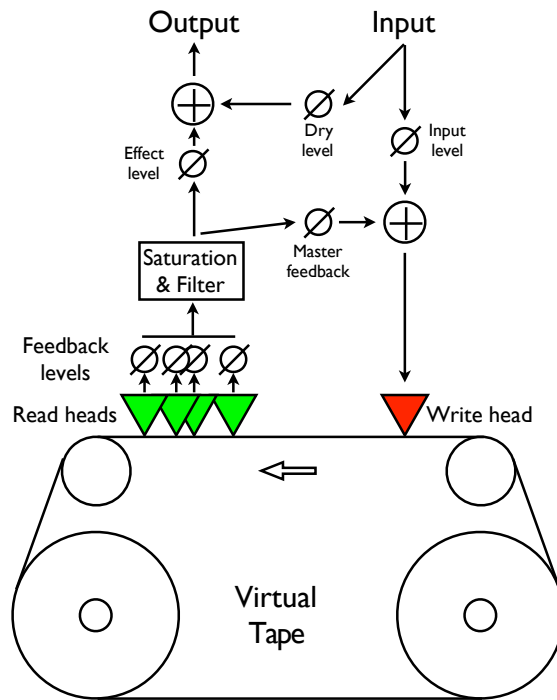 Output
Input
Dry
level
Input
level
Effect
level
Master
feedback
Saturation
& Filter
Feedback
levels
Read heads
Write head
Virtual
Tape